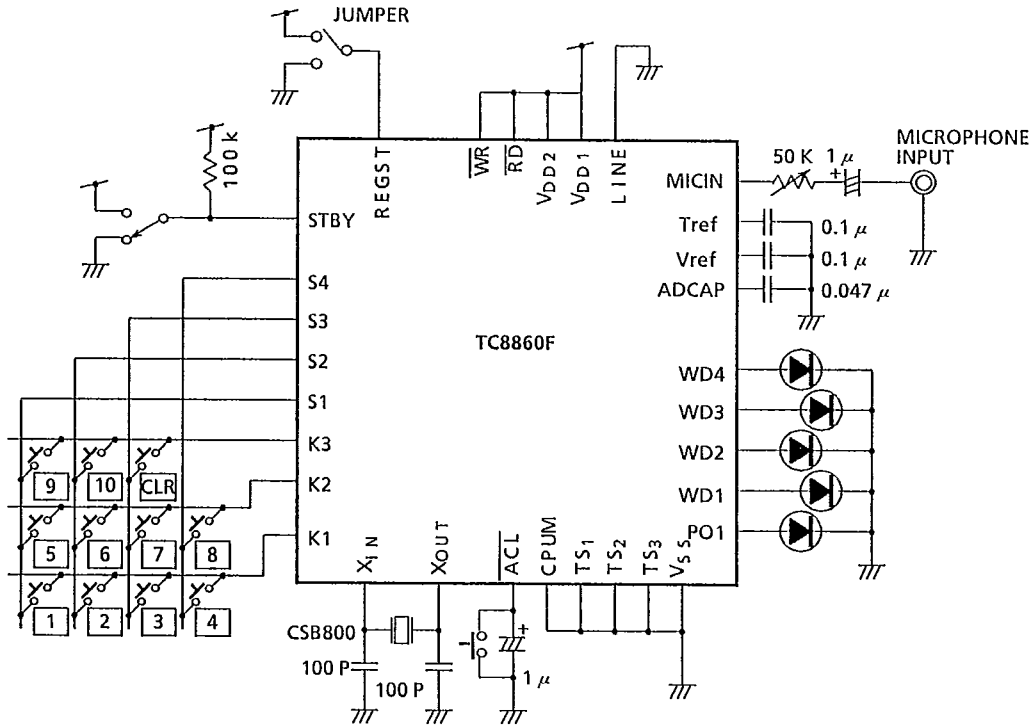 JUMPER
100 k
REGST
WR
RD
VDD2
VDD1
LINE
MICROPHONE
INPUT
50 K
1 μ
+
MICIN
STBY
Tref
0.1 μ
Vref
0.1 μ
ADCAP
0.047 μ
S4
S3
S2
S1
K3
K2
K1
TC8860F
WD4
WD3
WD2
WD1
PO1
9
10
CLR
5
6
7
8
1
2
3
4
XIN
XOUT
ACL
CPUM
TS1
TS2
TS3
VSS
CSB800
100 P
100 P
+
1 μ